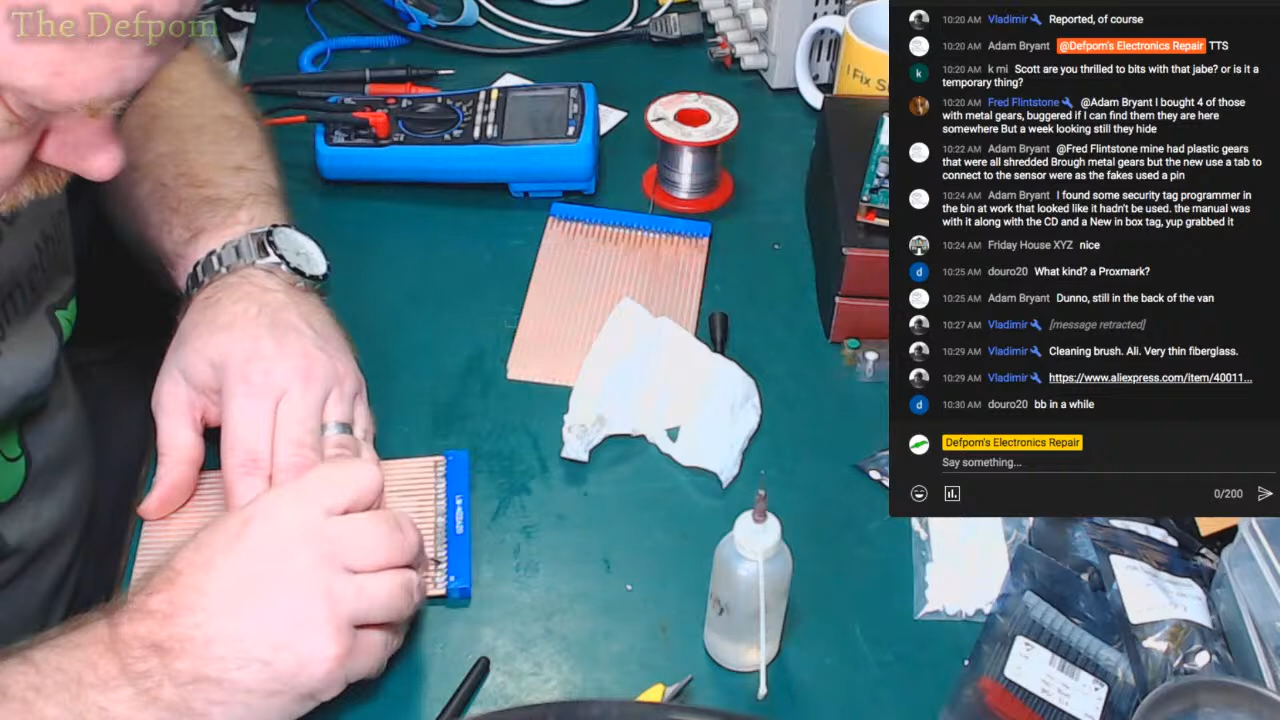 The Defpom
10:20 AM Vladimir Reported, of course
10:20 AM Adam Bryant @Defpom's Electronics Repair TTS
k
10:20 AM k mi Scott are you thrilled to bits with that jabe? or is it a
temporary thing?
10:20 AM Fred Flintstone @Adam Bryant I bought 4 of those
with metal gears, buggered if I can find them they are here
somewhere But a week looking still they hide
10:22 AM Adam Bryant @Fred Flintstone mine had plastic gears
that were all shredded Brough metal gears but the new use a tab to
connect to the sensor were as the fakes used a pin
10:24 AM Adam Bryant I found some security tag programmer in
the bin at work that looked like it hadn't be used. the manual was
with it along with the CD and a New in box tag, yup grabbed it
10:24 AM Friday House XYZ nice
d
10:25 AM douro20 What kind? a Proxmark?
10:25 AM Adam Bryant Dunno, still in the back of the van
10:27 AM Vladimir [message retracted]
10:29 AM Vladimir Cleaning brush. Ali. Very thin fiberglass.
10:29 AM Vladimir https://www.aliexpress.com/item/40011...
d
10:30 AM douro20 bb in a while
Defpom's Electronics Repair
Say something...
0/200
I Fix S